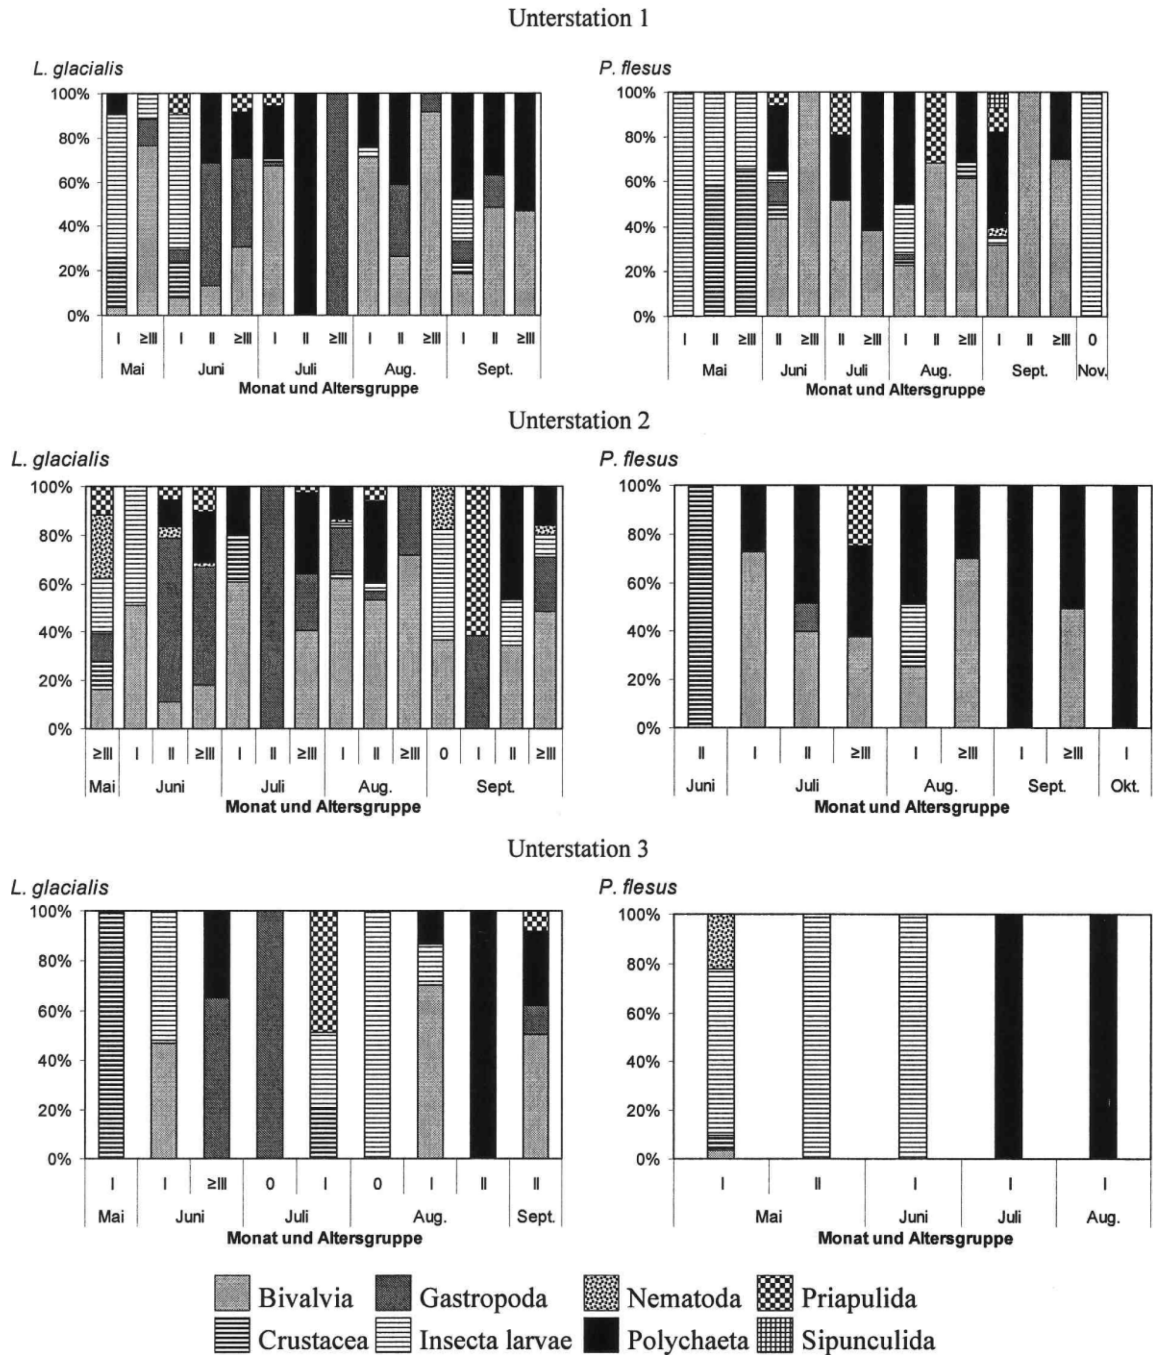 Unterstation 1
L. glacialis
P. flesus
100%
80%
60%
40%
20%
0%
I ≥III I II ≥III I II ≥III I II ≥III I II ≥III
Mai Juni Juli Aug. Sept.
Monat und Altersgruppe
100%
80%
60%
40%
20%
0%
I II ≥III II ≥III II ≥III I II ≥III I II ≥III 0
Mai Juni Juli Aug. Sept. Nov.
Monat und Altersgruppe
Unterstation 2
L. glacialis
P. flesus
100%
80%
60%
40%
20%
0%
≥III I II ≥III I II ≥III I II ≥III 0 I II ≥III
Mai Juni Juli Aug. Sept.
Monat und Altersgruppe
100%
80%
60%
40%
20%
0%
II I II ≥III I ≥III I ≥III I
Juni Juli Aug. Sept. Okt.
Monat und Altersgruppe
Unterstation 3
L. glacialis
P. flesus
100%
80%
60%
40%
20%
0%
I I ≥III 0 I 0 I II II
Mai Juni Juli Aug. Sept.
Monat und Altersgruppe
100%
80%
60%
40%
20%
0%
I II I I I
Mai Juni Juli Aug.
Monat und Altersgruppe
Bivalvia Gastropoda Nematoda Priapulida
Crustacea Insecta larvae Polychaeta Sipunculida